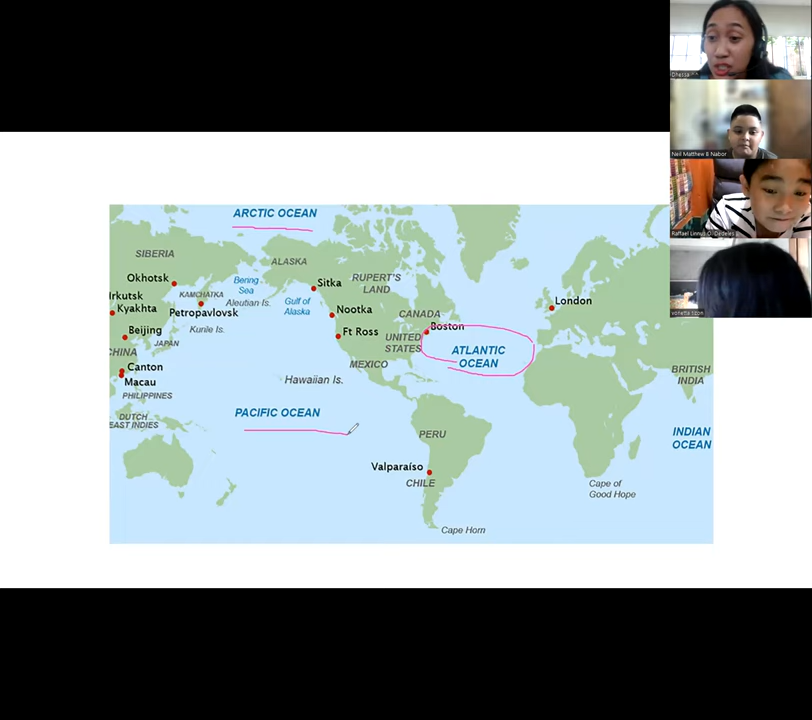 ARCTIC OCEAN
SIBERIA
ALASKA
Okhotsk
Bering
Sea
Sitka
RUPERT'S
LAND
KAMCHATKA
Irkutsk
Kyakhta
Petropavlovsk
Aleutian Is.
Gulf of
Alaska
Nootka
CANADA
London
Boston
Beijing
Kurile Is.
Ft Ross
UNITED
STATES
JAPAN
CHINA
ATLANTIC
OCEAN
MEXICO
Canton
Macau
Hawaiian Is.
BRITISH
INDIA
PHILIPPINES
PACIFIC OCEAN
DUTCH
EAST INDIES
PERU
INDIAN
OCEAN
Valparaíso
CHILE
Cape of
Good Hope
Cape Horn
Neil Matthew B Nabor